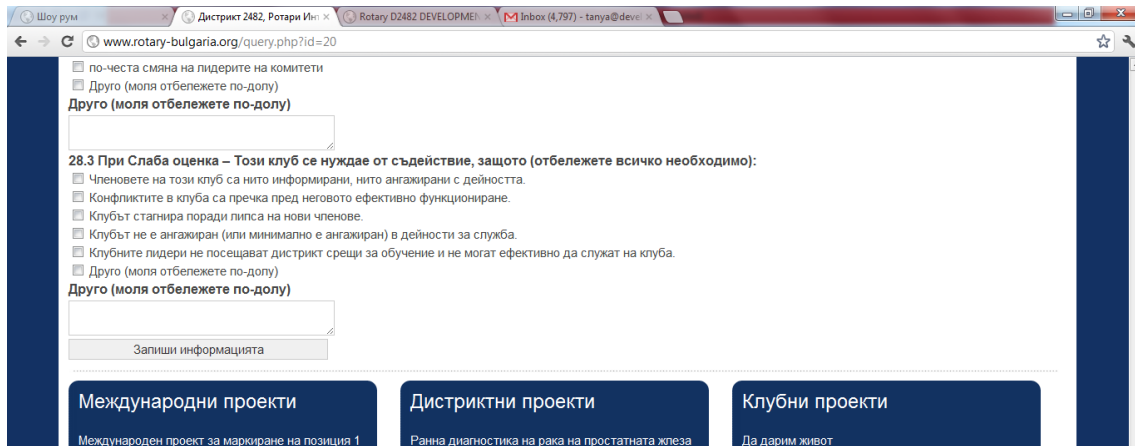 Шоу рум
Дистрикт 2482, Ротари Инт
Rotary D2482 DEVELOPMEN
Inbox (4,797) - tanya@devel
www.rotary-bulgaria.org/query.php?id=20
по-честа смяна на лидерите на комитети
Друго (моля отбележете по-долу)
Друго (моля отбележете по-долу)
28.3 При Слаба оценка – Този клуб се нуждае от съдействие, защото (отбележете всичко необходимо):
Членовете на този клуб са нито информирани, нито ангажирани с дейността.
Конфликтите в клуба са пречка пред неговото ефективно функциониране.
Клубът стагнира поради липса на нови членове.
Клубът не е ангажиран (или минимално е ангажиран) в дейности за служба.
Клубните лидери не посещават дистрикт срещи за обучение и не могат ефективно да служат на клуба.
Друго (моля отбележете по-долу)
Друго (моля отбележете по-долу)
Запиши информацията
Международни проекти
Дистриктни проекти
Клубни проекти
Международен проект за маркиране на позиция 1
Ранна диагностика на рака на простатната жлеза
Да дарим живот